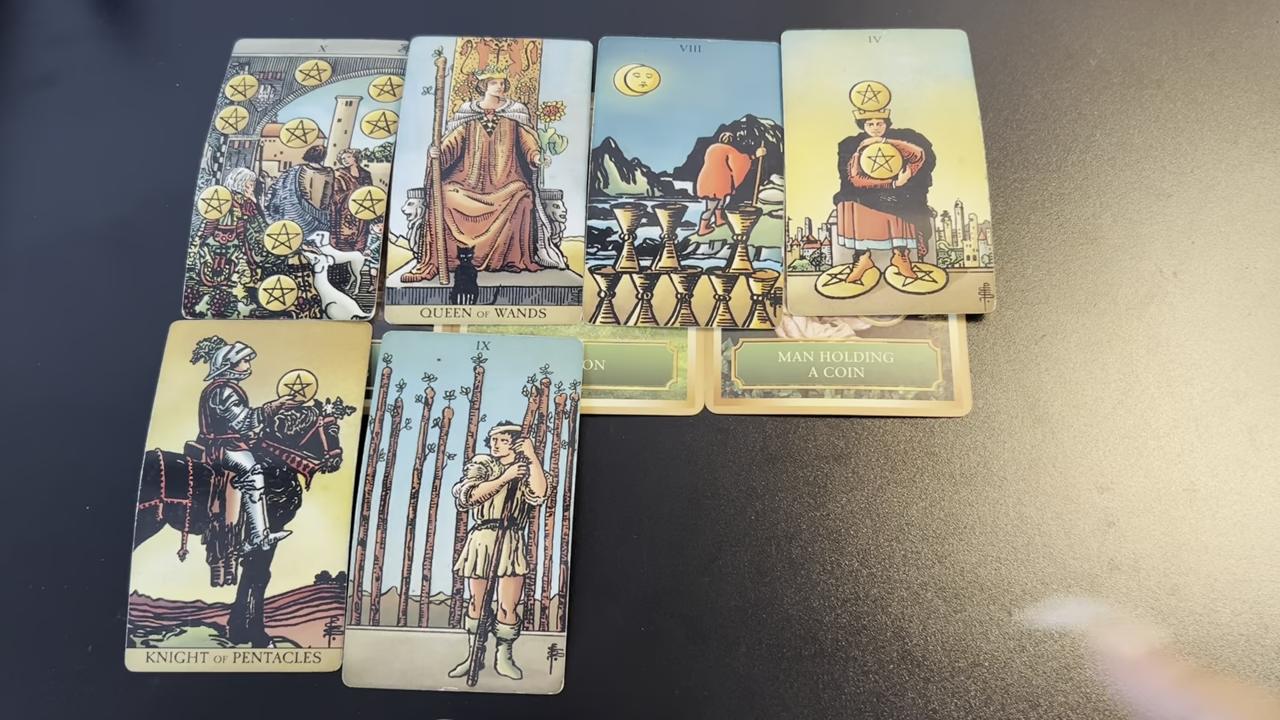 X
QUEEN OF WANDS
VIII
IV
ON
MAN HOLDING
A COIN
KNIGHT OF PENTACLES
IX